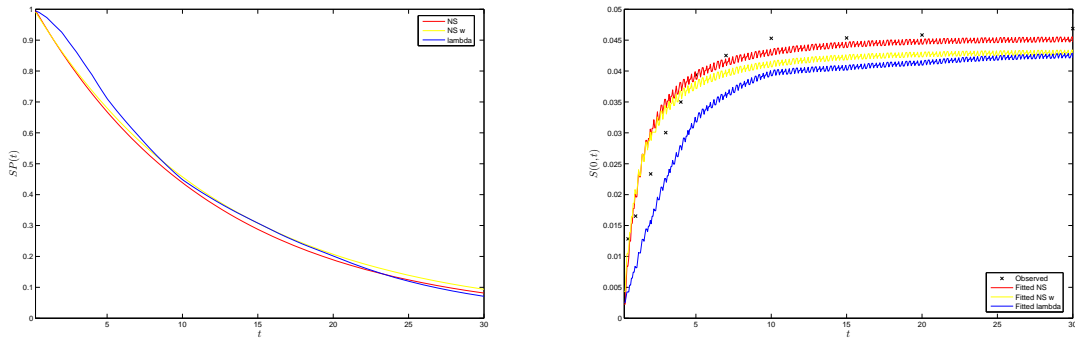 1
0.9
0.8
0.7
0.6
0.5
0.4
0.3
0.2
0.1
0
SP(t)
5 10 15 20 25 30
t
NS
NS w
lambda
0.05
0.045
0.04
0.035
0.03
0.025
0.02
0.015
0.01
0.005
0
S(0,t)
5 10 15 20 25 30
t
Observed
Fitted NS
Fitted NS w
Fitted lambda